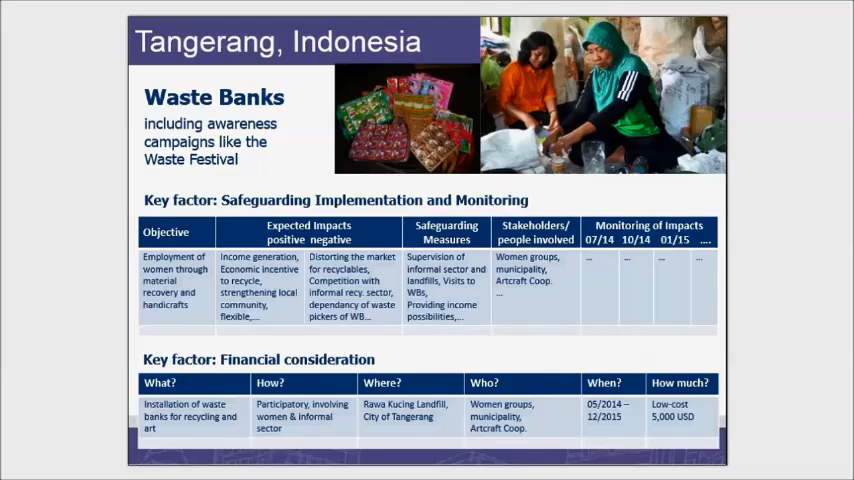 Tangerang, Indonesia
Waste Banks
including awareness
campaigns like the
Waste Festival
Key factor: Safeguarding Implementation and Monitoring
Objective
Expected Impacts
positive negative
Safeguarding
Measures
Stakeholders/
people involved
Monitoring of Impacts
07/14 10/14 01/15 ....
Employment of
women through
material
recovery and
handicrafts
Income generation,
Economic incentive
to recycle,
strengthening local
community,
flexible,...
Distorting the market
for recyclables,
Competition with
informal recy. sector,
dependancy of waste
pickers of WB...
Supervision of
informal sector and
landfills, Visits to
WBs,
Providing income
possibilities,...
Women groups,
municipality,
Artcraft Coop.
...
... ... ... ...
Key factor: Financial consideration
What? How? Where? Who? When? How much?
Installation of waste
banks for recycling and
art
Participatory, involving
women & informal
sector
Rawa Kucing Landfill,
City of Tangerang
Women groups,
municipality,
Artcraft Coop.
05/2014 –
12/2015
Low-cost
5,000 USD